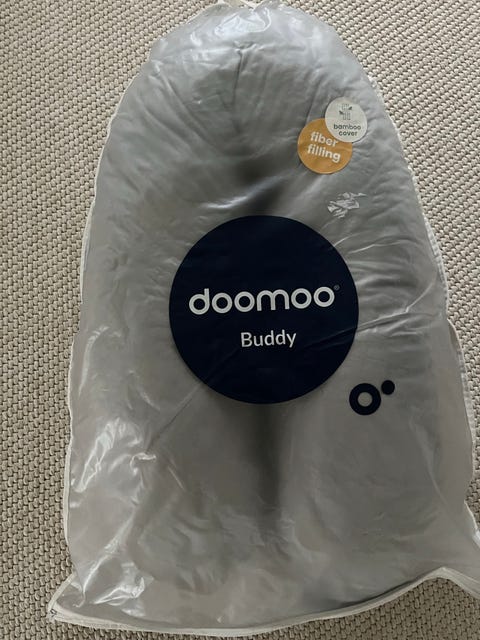 bamboo
cover
fiber
filling
doomoo®
Buddy